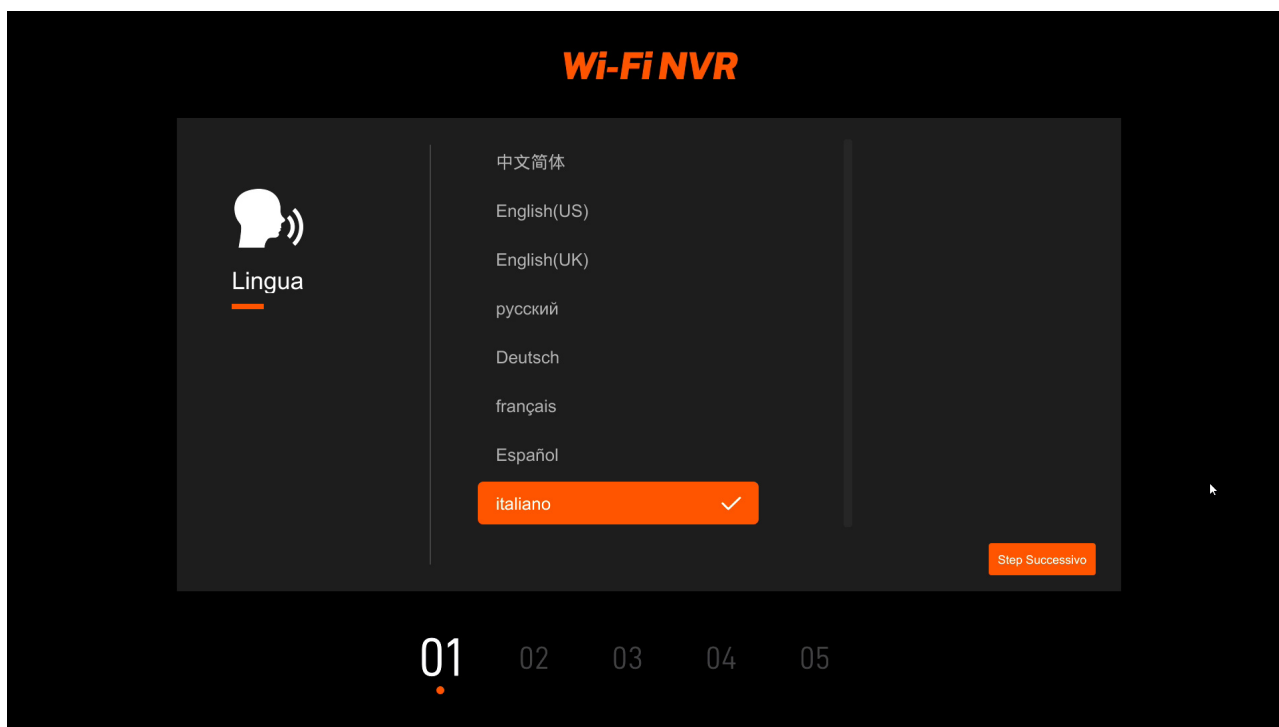 Wi-Fi NVR
Lingua
中文简体
English(US)
English(UK)
русский
Deutsch
français
Español
italiano
Step Successivo
01 02 03 04 05